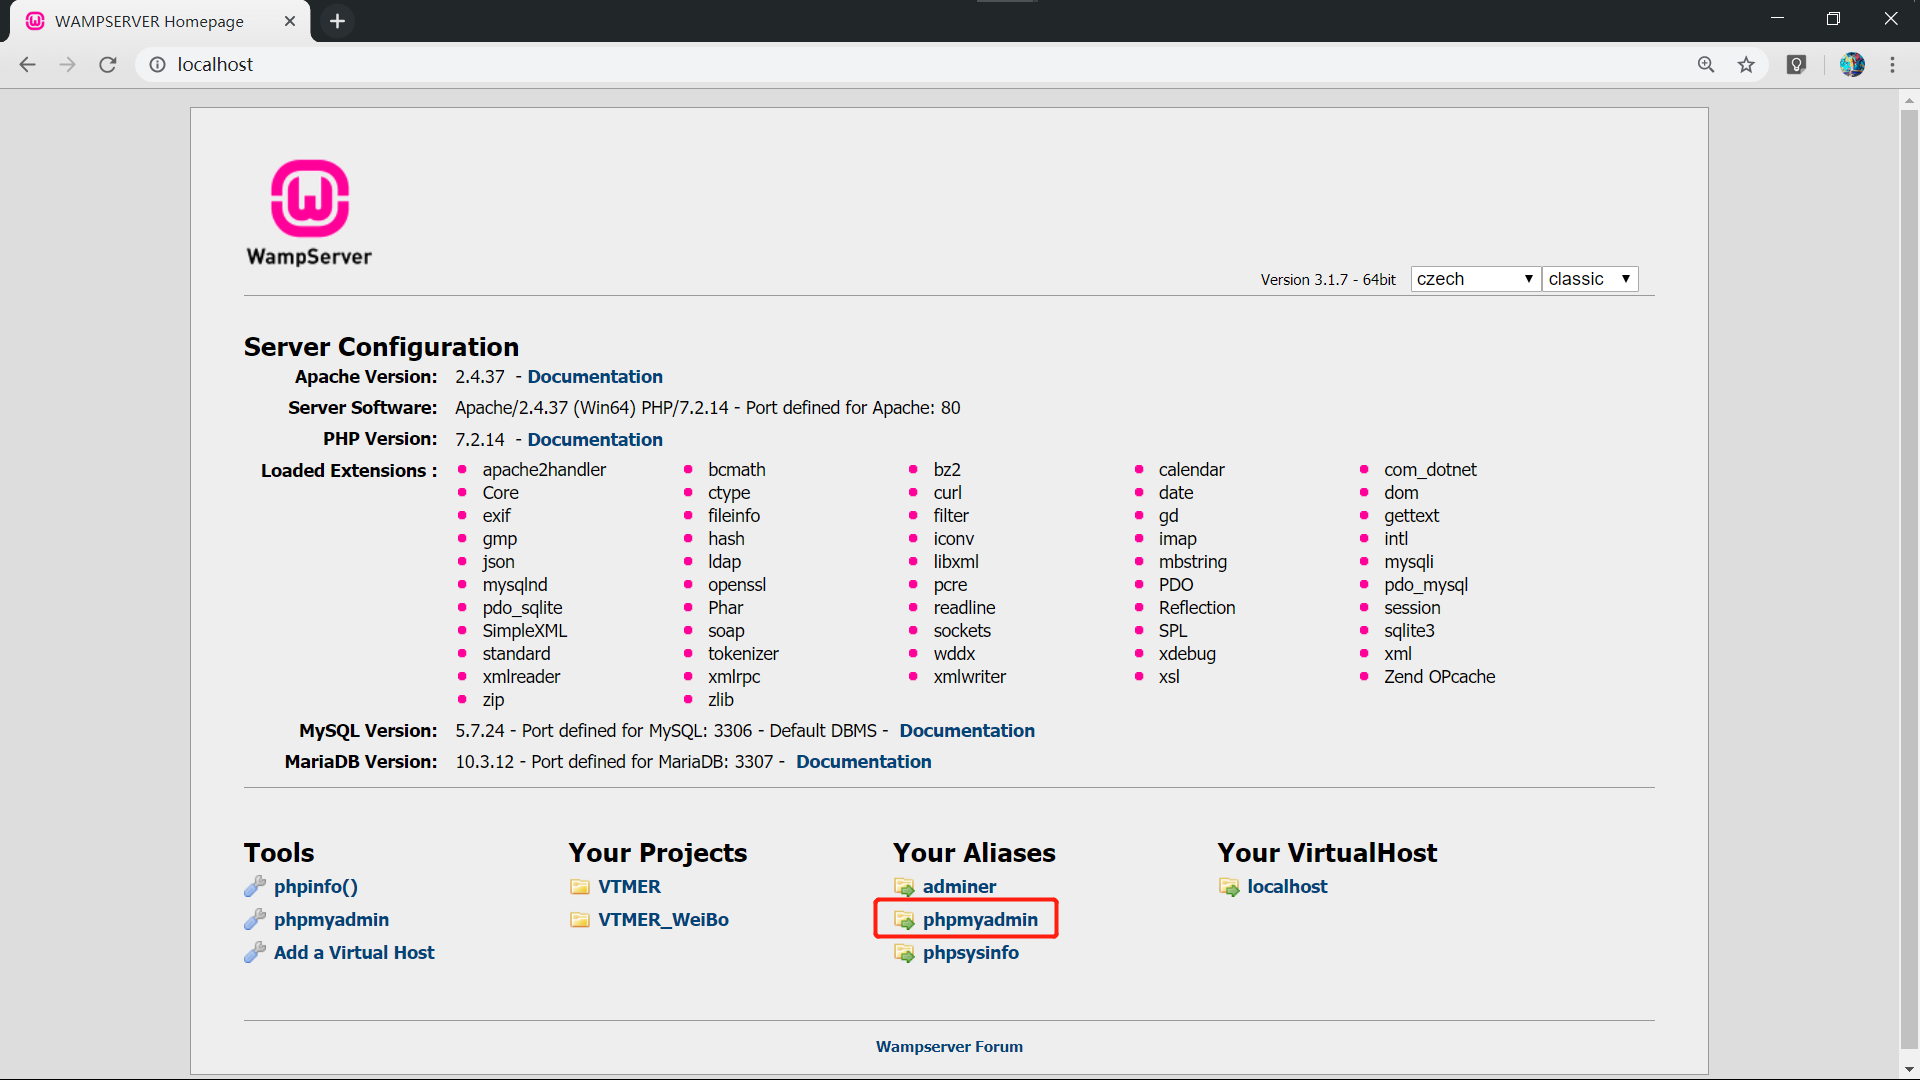 WAMPSERVER Homepage
localhost
WampServer
Version 3.1.7 - 64bit czech classic
Server Configuration
Apache Version: 2.4.37 - Documentation
Server Software: Apache/2.4.37 (Win64) PHP/7.2.14 - Port defined for Apache: 80
PHP Version: 7.2.14 - Documentation
Loaded Extensions : apache2handler bcmath bz2 calendar com_dotnet
Core ctype curl date dom
exif fileinfo filter gd gettext
gmp hash iconv imap intl
json ldap libxml mbstring mysqli
mysqlnd openssl pcre PDO pdo_mysql
pdo_sqlite Phar readline Reflection session
SimpleXML soap sockets SPL sqlite3
standard tokenizer wddx xdebug xml
xmlreader xmlrpc xmlwriter xsl Zend OPcache
zip zlib
MySQL Version: 5.7.24 - Port defined for MySQL: 3306 - Default DBMS - Documentation
MariaDB Version: 10.3.12 - Port defined for MariaDB: 3307 - Documentation
Tools
phpinfo()
phpmyadmin
Add a Virtual Host
Your Projects
VTMER
VTMER_WeiBo
Your Aliases
adminer
phpmyadmin
phpsysinfo
Your VirtualHost
localhost
Wampserver Forum